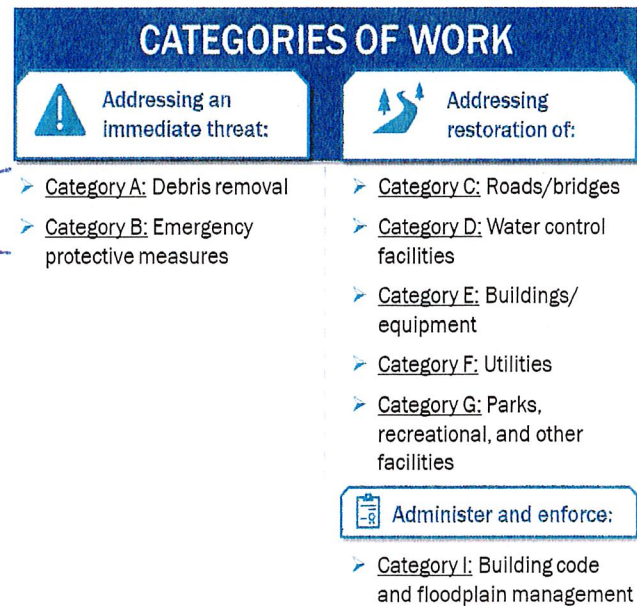 CATEGORIES OF WORK
Addressing an
immediate threat:
➤ Category A: Debris removal
➤ Category B: Emergency
protective measures
Addressing
restoration of:
➤ Category C: Roads/bridges
➤ Category D: Water control
facilities
➤ Category E: Buildings/
equipment
➤ Category F: Utilities
➤ Category G: Parks,
recreational, and other
facilities
Administer and enforce:
➤ Category I: Building code
and floodplain management